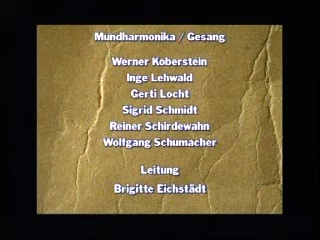 Mundharmonika / Gesang
Werner Koberstein
Inge Lehwald
Gerti Locht
Sigrid Schmidt
Reiner Schirdewahn
Wolfgang Schumacher
Leitung
Brigitte Eichstädt